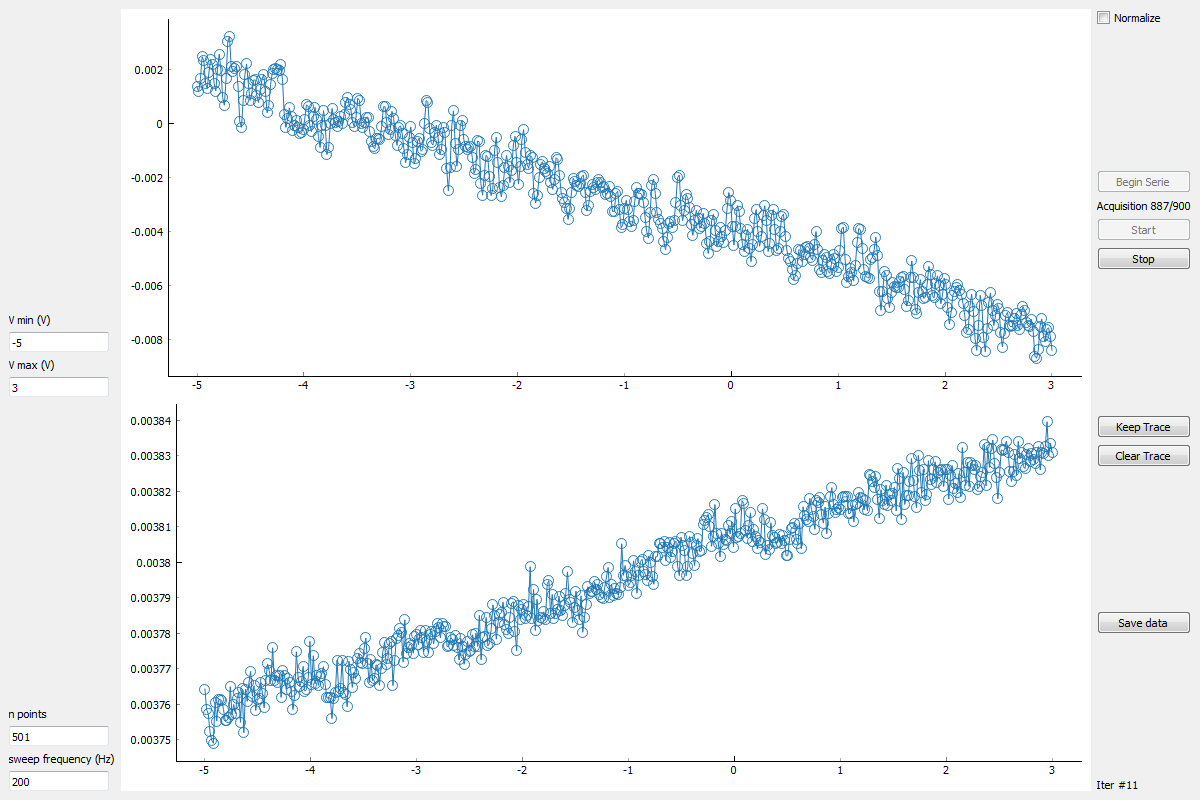 Normalize
0.002
0
-0.002
-0.004
-0.006
-0.008
-5 -4 -3 -2 -1 0 1 2 3
Begin Serie
Acquisition 887/900
Start
Stop
V min (V)
-5
V max (V)
3
0.00384
0.00383
0.00382
0.00381
0.0038
0.00379
0.00378
0.00377
0.00376
0.00375
-5 -4 -3 -2 -1 0 1 2 3
Keep Trace
Clear Trace
Save data
n points
501
sweep frequency (Hz)
200
Iter #11